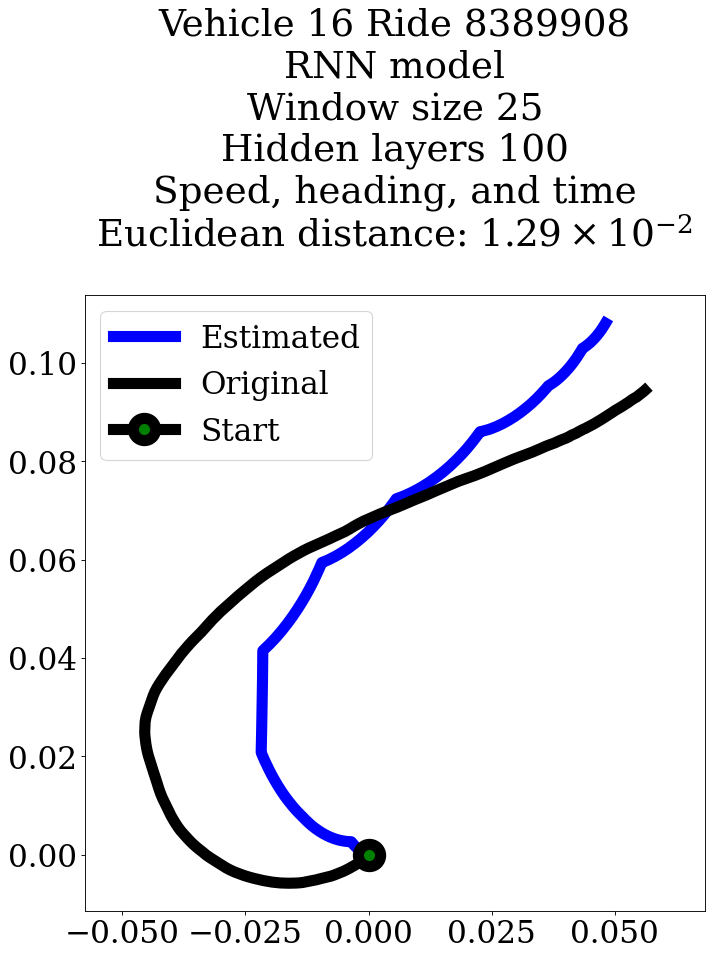 Vehicle 16 Ride 8389908
RNN model
Window size 25
Hidden layers 100
Speed, heading, and time
Euclidean distance: 1.29 × 10⁻²
Estimated
Original
Start
0.10
0.08
0.06
0.04
0.02
0.00
−0.050 −0.025 0.000 0.025 0.050